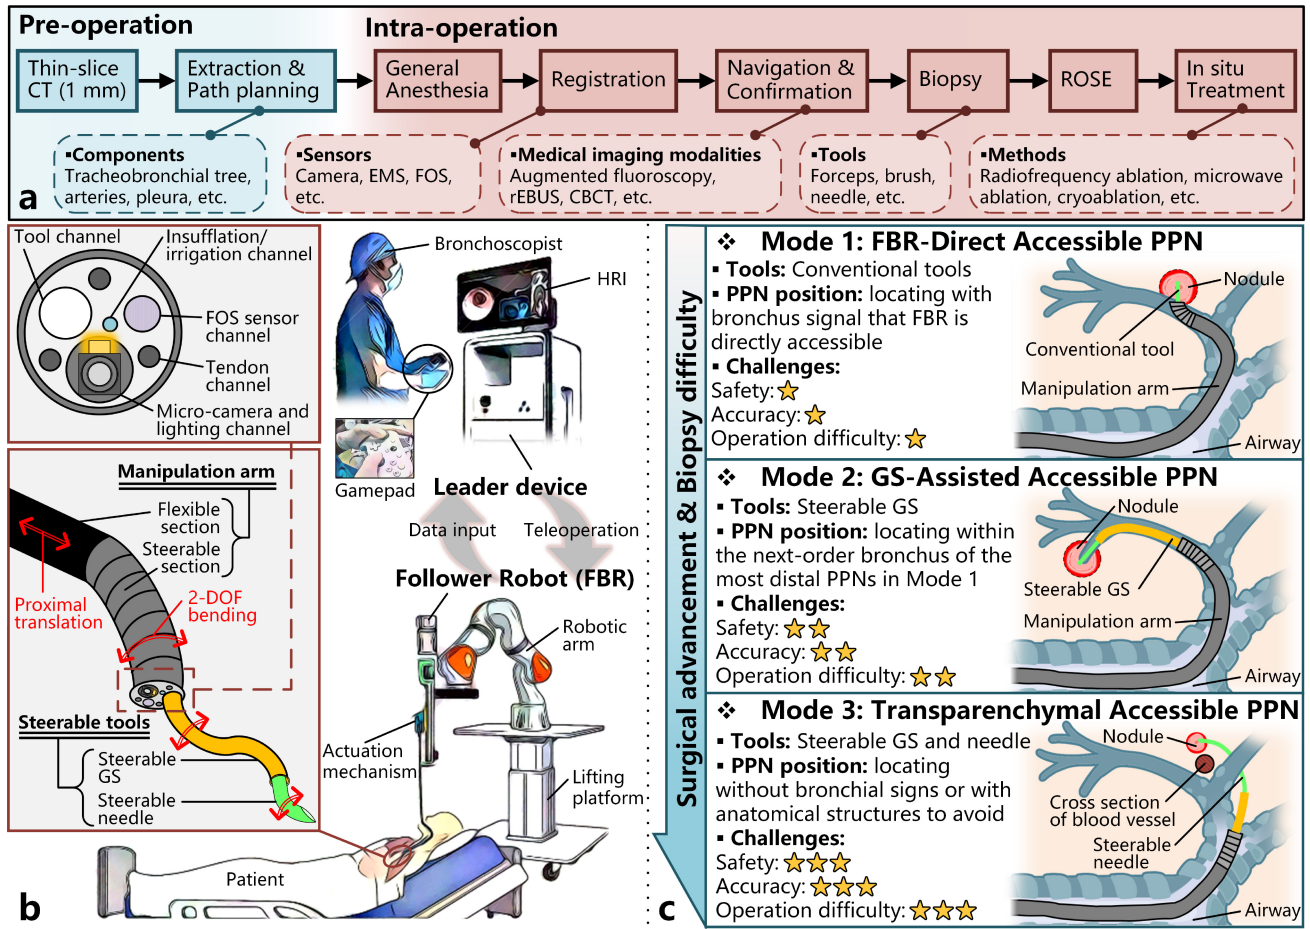 Pre-operation
Intra-operation
Thin-slice
CT (1 mm)
Extraction &
Path planning
General
Anesthesia
Registration
Navigation &
Confirmation
Biopsy
ROSE
In situ
Treatment
▪Components
Tracheobronchial tree,
arteries, pleura, etc.
▪Sensors
Camera, EMS, FOS,
etc.
▪Medical imaging modalities
Augmented fluoroscopy,
rEBUS, CBCT, etc.
▪Tools
Forceps, brush,
needle, etc.
▪Methods
Radiofrequency ablation, microwave
ablation, cryoablation, etc.
a
Tool channel
Insufflation/
irrigation channel
FOS sensor
channel
Tendon
channel
Micro-camera and
lighting channel
Manipulation arm
Flexible
section
Steerable
section
Proximal
translation
2-DOF
bending
Steerable tools
Steerable
GS
Steerable
needle
Bronchoscopist
HRI
Gamepad
Leader device
Data input
Teleoperation
Follower Robot (FBR)
Robotic
arm
Actuation
mechanism
Lifting
platform
Patient
b
Surgical advancement & Biopsy difficulty
❖ Mode 1: FBR-Direct Accessible PPN
▪ Tools: Conventional tools
▪ PPN position: locating with
bronchus signal that FBR is
directly accessible
▪ Challenges:
Safety:
Accuracy:
Operation difficulty:
Nodule
Conventional tool
Manipulation arm
Airway
❖ Mode 2: GS-Assisted Accessible PPN
▪ Tools: Steerable GS
▪ PPN position: locating within
the next-order bronchus of the
most distal PPNs in Mode 1
▪ Challenges:
Safety:
Accuracy:
Operation difficulty:
Nodule
Steerable GS
Manipulation arm
Airway
❖ Mode 3: Transparenchymal Accessible PPN
▪ Tools: Steerable GS and needle
▪ PPN position: locating
without bronchial signs or with
anatomical structures to avoid
▪ Challenges:
Safety:
Accuracy:
Operation difficulty:
Nodule
Cross section
of blood vessel
Steerable
needle
Airway
c